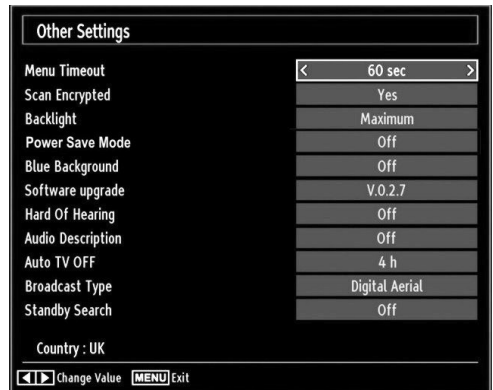 Other Settings
Menu Timeout < 60 sec >
Scan Encrypted Yes
Backlight Maximum
Power Save Mode Off
Blue Background Off
Software upgrade V.0.2.7
Hard Of Hearing Off
Audio Description Off
Auto TV OFF 4 h
Broadcast Type Digital Aerial
Standby Search Off
Country : UK
Change Value MENU Exit